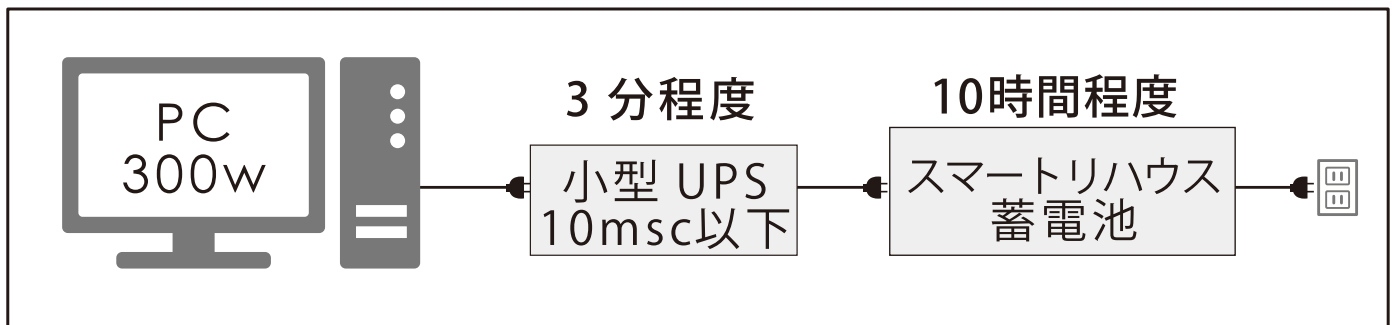 PC
300w
3 分程度
小型 UPS
10msc以下
10時間程度
スマートリハウス
蓄電池